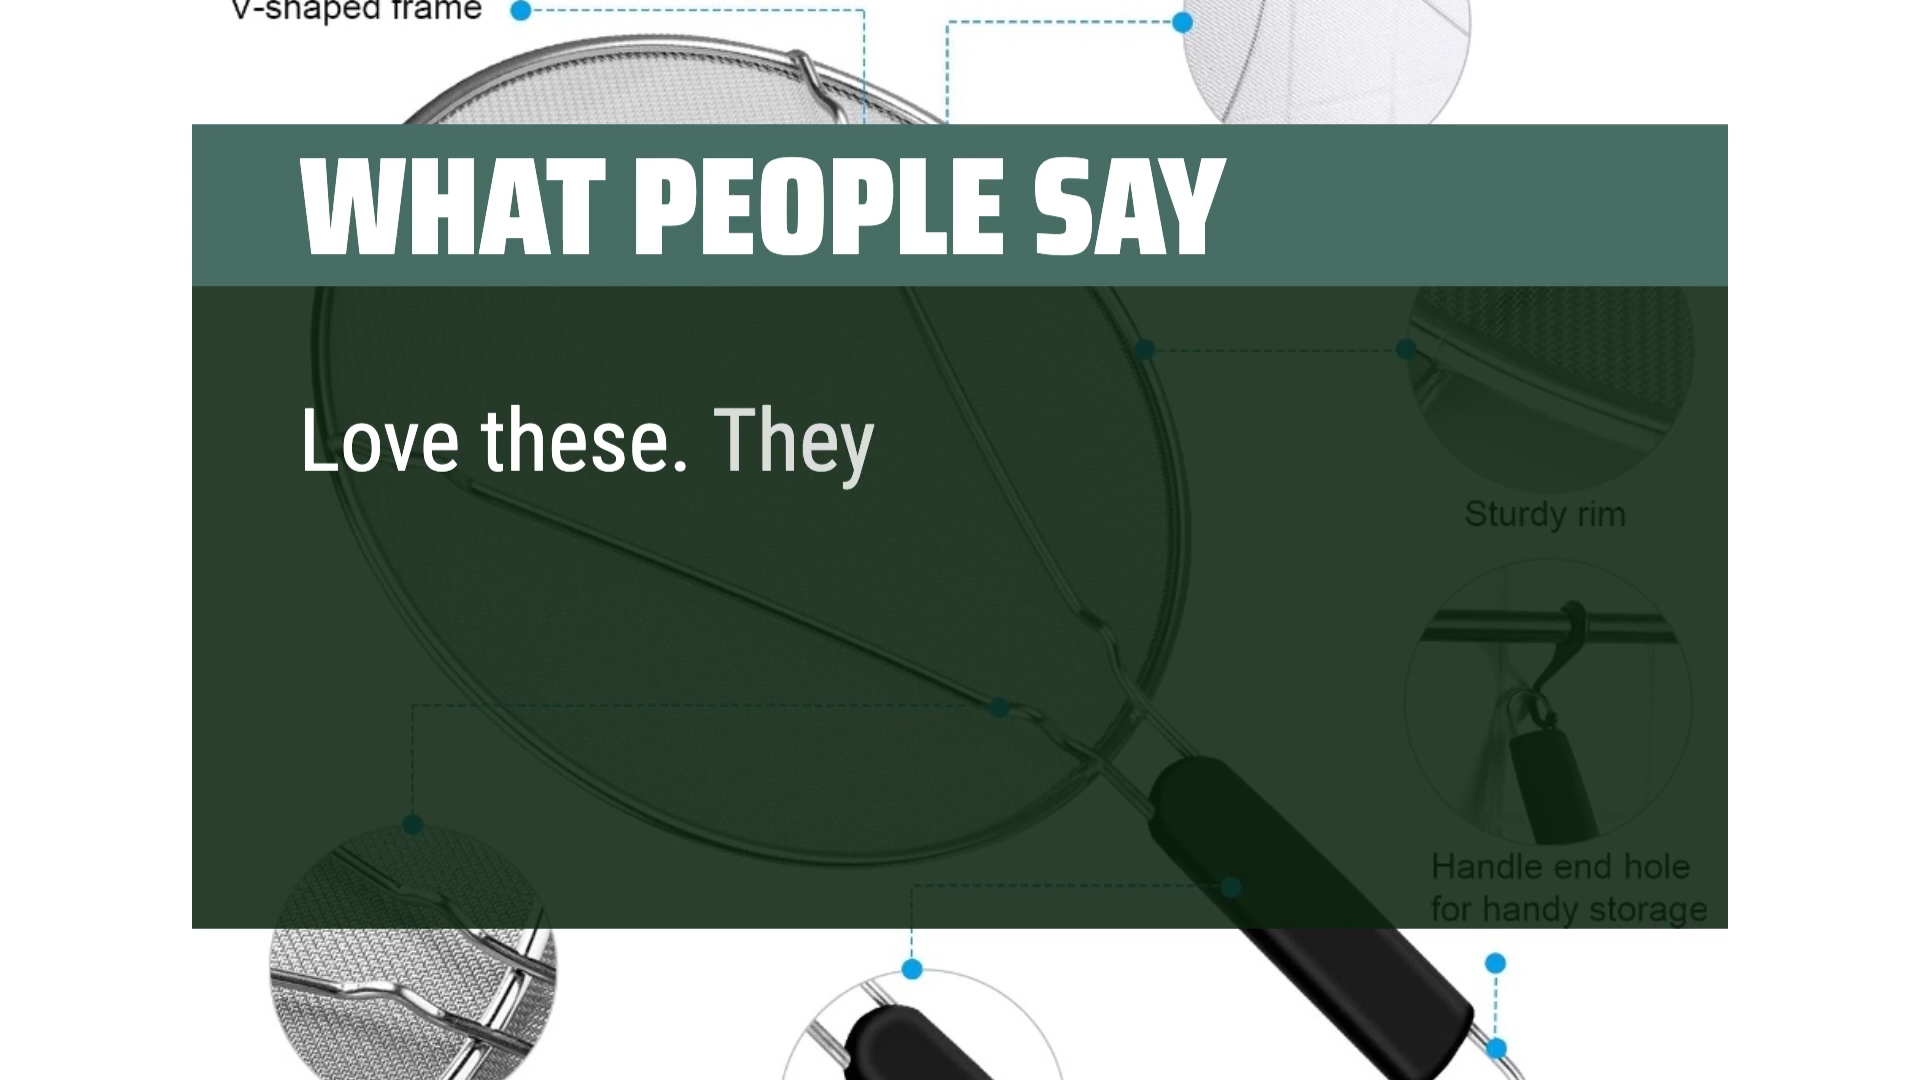 V-shaped frame
WHAT PEOPLE SAY
Love these. They
Sturdy rim
Handle end hole
for handy storage